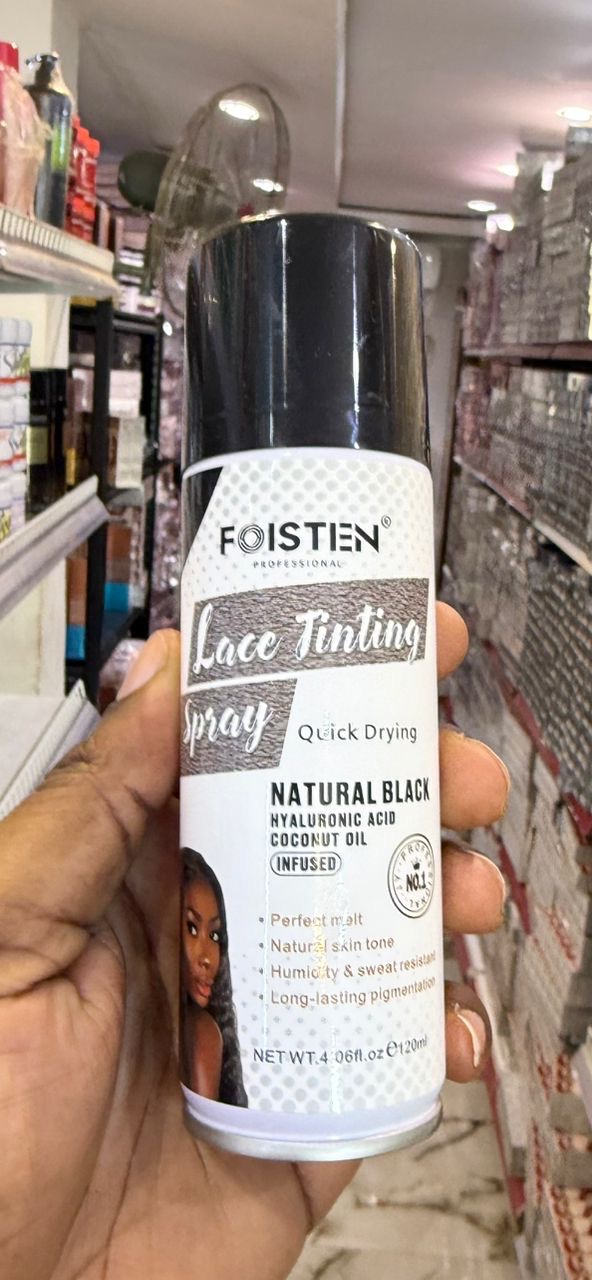 FOISTEN®
PROFESSIONAL
Lace Tinting
Spray
Quick Drying
NATURAL BLACK
HYALURONIC ACID
COCONUT OIL
INFUSED
NO.1
• Perfect melt
• Natural skin tone
• Humidity & sweat resistant
• Long-lasting pigmentation
NET WT.4.06fl.oz ℮120ml